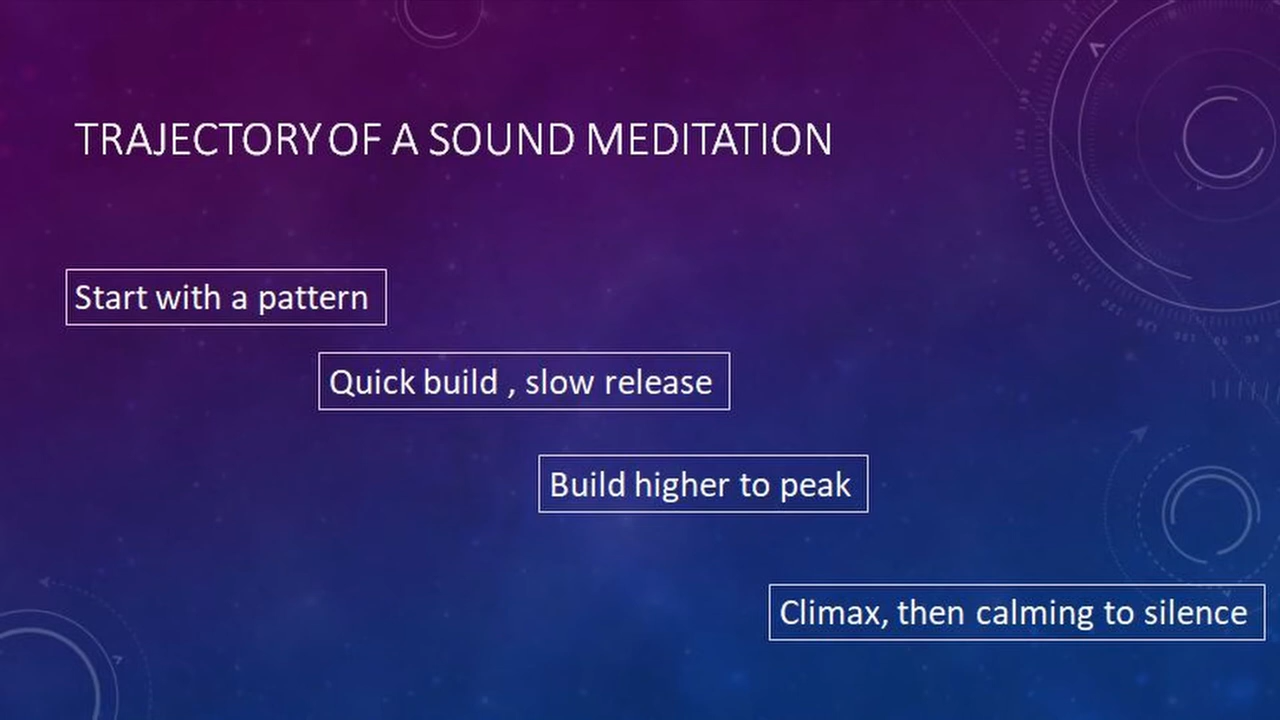 TRAJECTORY OF A SOUND MEDITATION
Start with a pattern
Quick build , slow release
Build higher to peak
Climax, then calming to silence